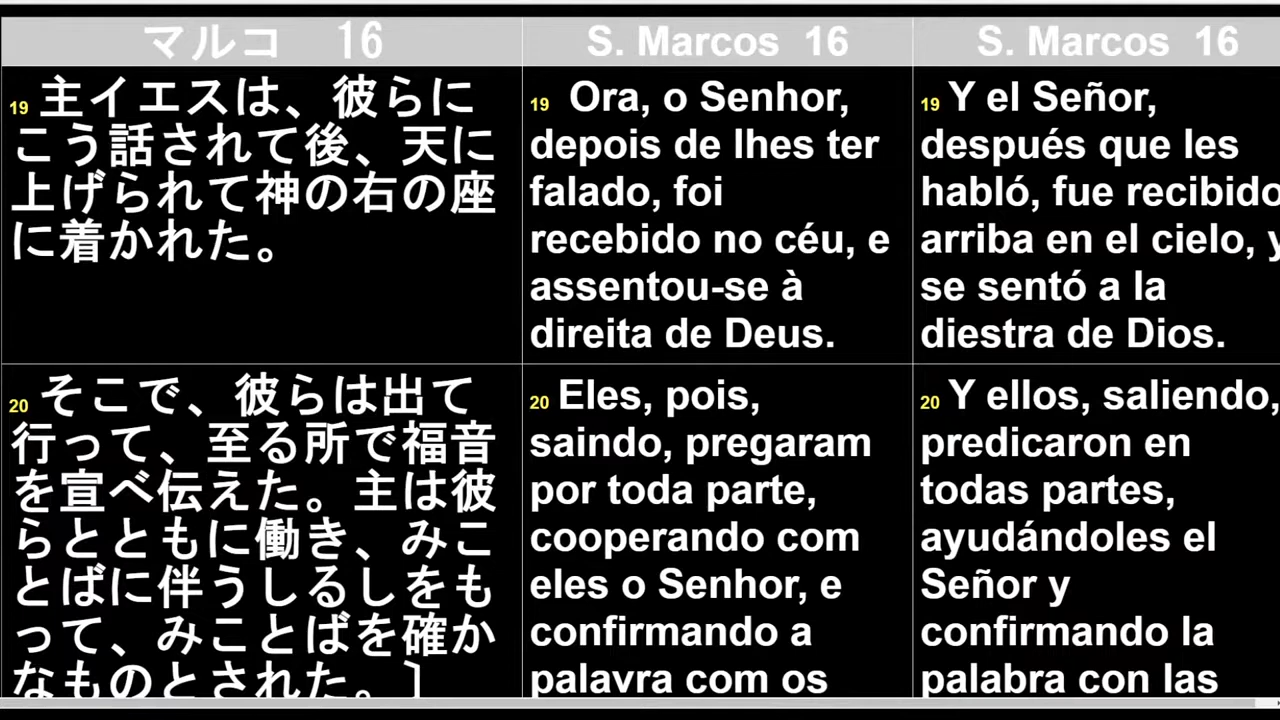 マルコ　16
19 主イエスは、彼らに
こう話されて後、天に
上げられて神の右の座
に着かれた。
20 そこで、彼らは出て
行って、至る所で福音
を宣べ伝えた。主は彼
らとともに働き、みこ
とばに伴うしるしをも
って、みことばを確か
なものとされた。］
S. Marcos 16
19 Ora, o Senhor,
depois de lhes ter
falado, foi
recebido no céu, e
assentou-se à
direita de Deus.
20 Eles, pois,
saindo, pregaram
por toda parte,
cooperando com
eles o Senhor, e
confirmando a
palavra com os
S. Marcos 16
19 Y el Señor,
después que les
habló, fue recibido
arriba en el cielo, y
se sentó a la
diestra de Dios.
20 Y ellos, saliendo,
predicaron en
todas partes,
ayudándoles el
Señor y
confirmando la
palabra con las